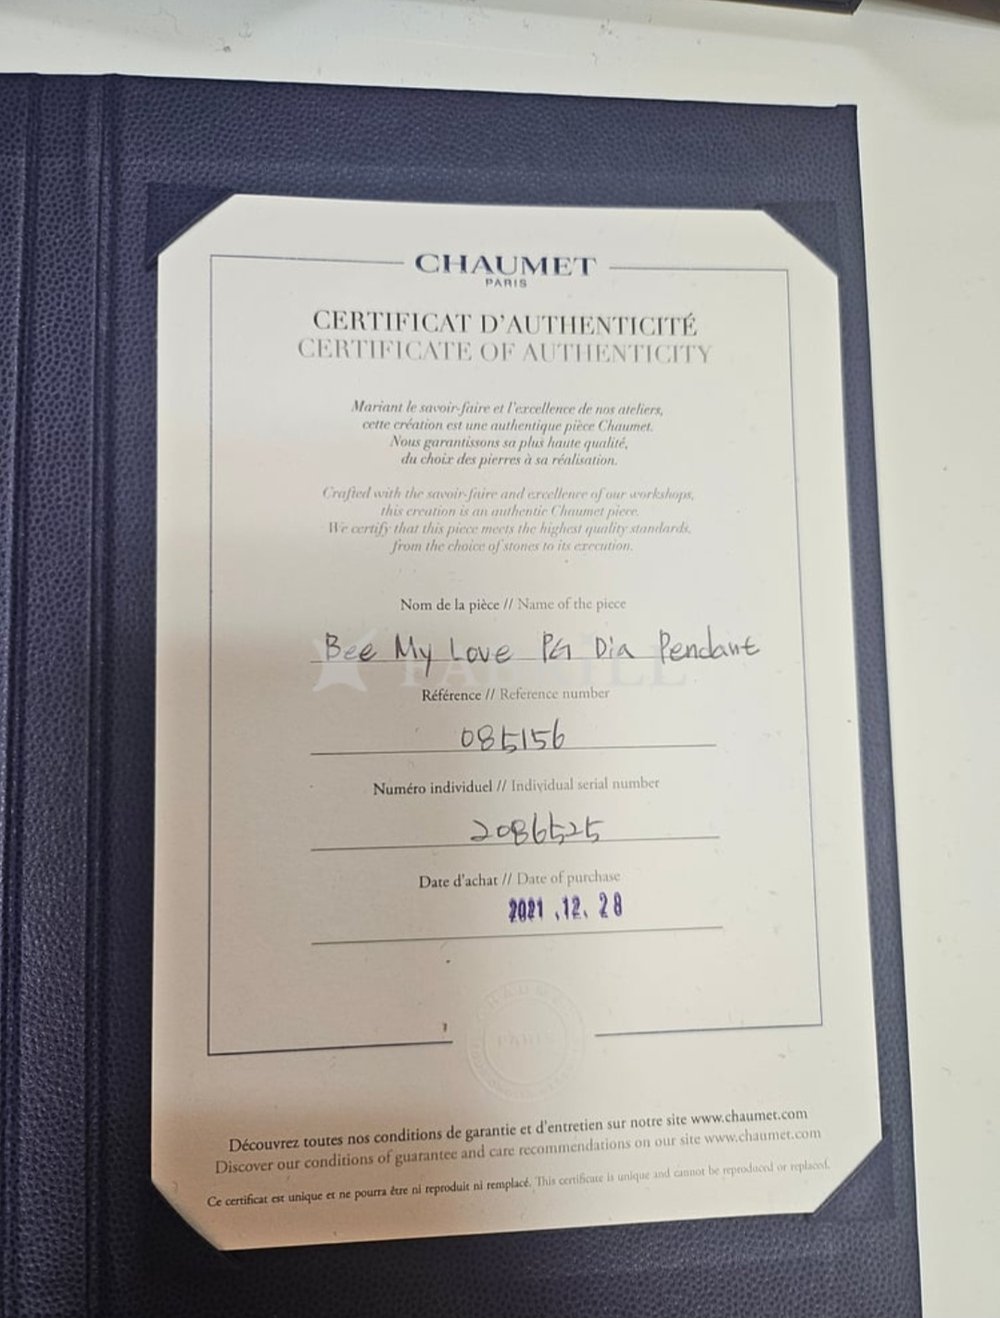 CHAUMET
PARIS
CERTIFICAT D'AUTHENTICITÉ
CERTIFICATE OF AUTHENTICITY
Mariant le savoir-faire et l'excellence de nos ateliers,
cette création est une authentique pièce Chaumet.
Nous garantissons sa plus haute qualité,
du choix des pierres à sa réalisation.
Crafted with the savoir-faire and excellence of our workshops,
this creation is an authentic Chaumet piece.
We certify that this piece meets the highest quality standards,
from the choice of stones to its execution.
Nom de la pièce // Name of the piece
Bee My Love PG Dia Pendant
Référence // Reference number
085156
Numéro individuel // Individual serial number
2086525
Date d'achat // Date of purchase
2021.12.28
PARIS
Découvrez toutes nos conditions de garantie et d'entretien sur notre site www.chaumet.com
Discover our conditions of guarantee and care recommendations on our site www.chaumet.com
Ce certificat est unique et ne pourra être ni reproduit ni remplacé. This certificate is unique and cannot be reproduced or replaced.